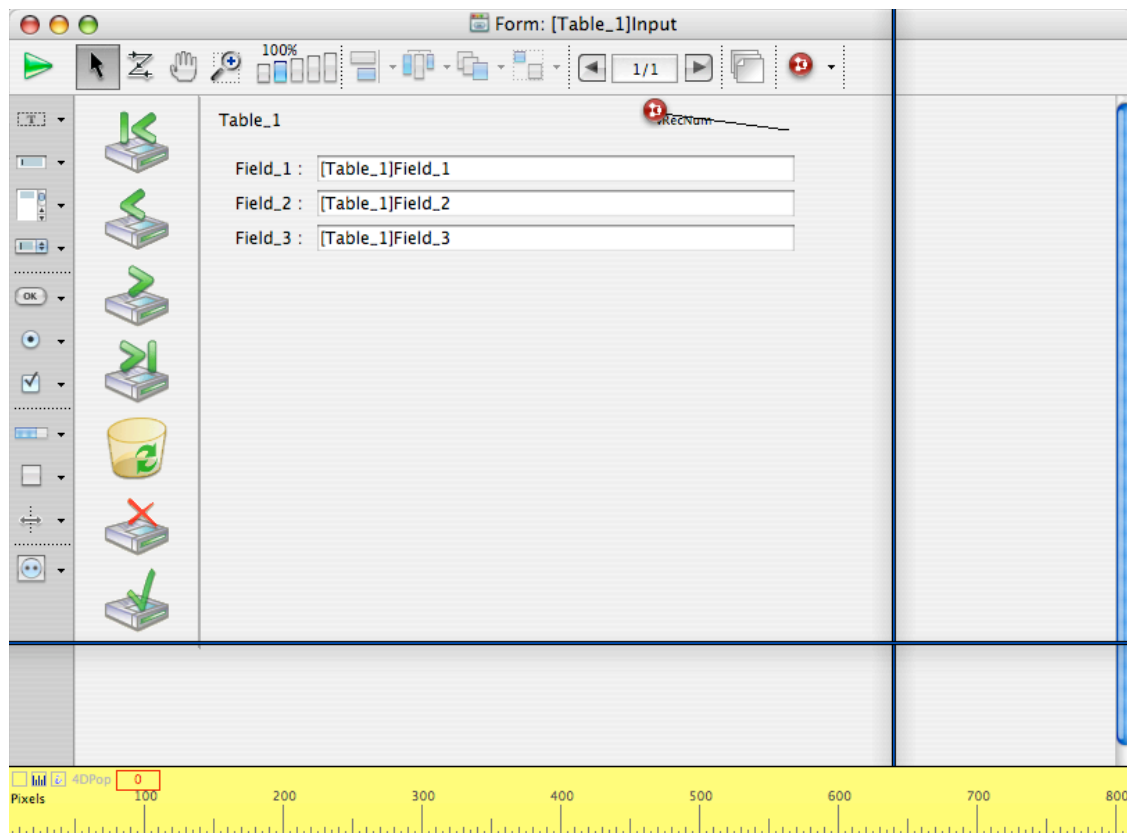 Form: [Table_1]Input
100%
1/1
T
Table_1
vRecNum
Field_1 : [Table_1]Field_1
Field_2 : [Table_1]Field_2
Field_3 : [Table_1]Field_3
OK
4DPop 0
Pixels 100 200 300 400 500 600 700 800